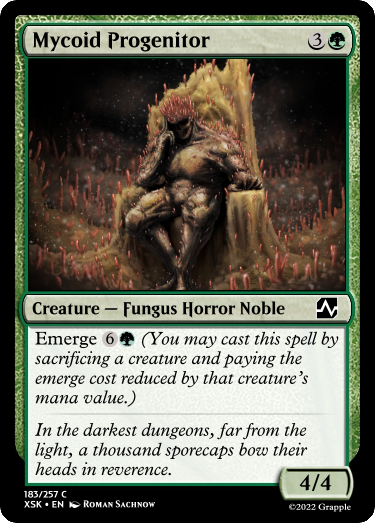 Mycoid Progenitor 3
Creature — Fungus Horror Noble
Emerge 6 (You may cast this spell by
sacrificing a creature and paying the
emerge cost reduced by that creature's
mana value.)
In the darkest dungeons, far from the
light, a thousand sporecaps bow their
heads in reverence.
4/4
183/257 C
XSK • EN Roman Sachnow
©2022 Grapple